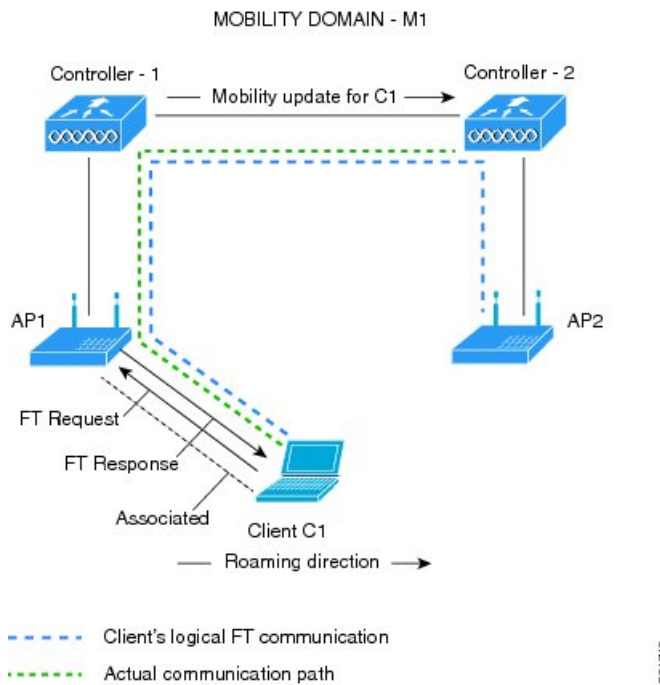 MOBILITY DOMAIN - M1
Controller - 1
Controller - 2
Mobility update for C1
AP1
AP2
FT Request
FT Response
Associated
Client C1
Roaming direction
Client's logical FT communication
Actual communication path